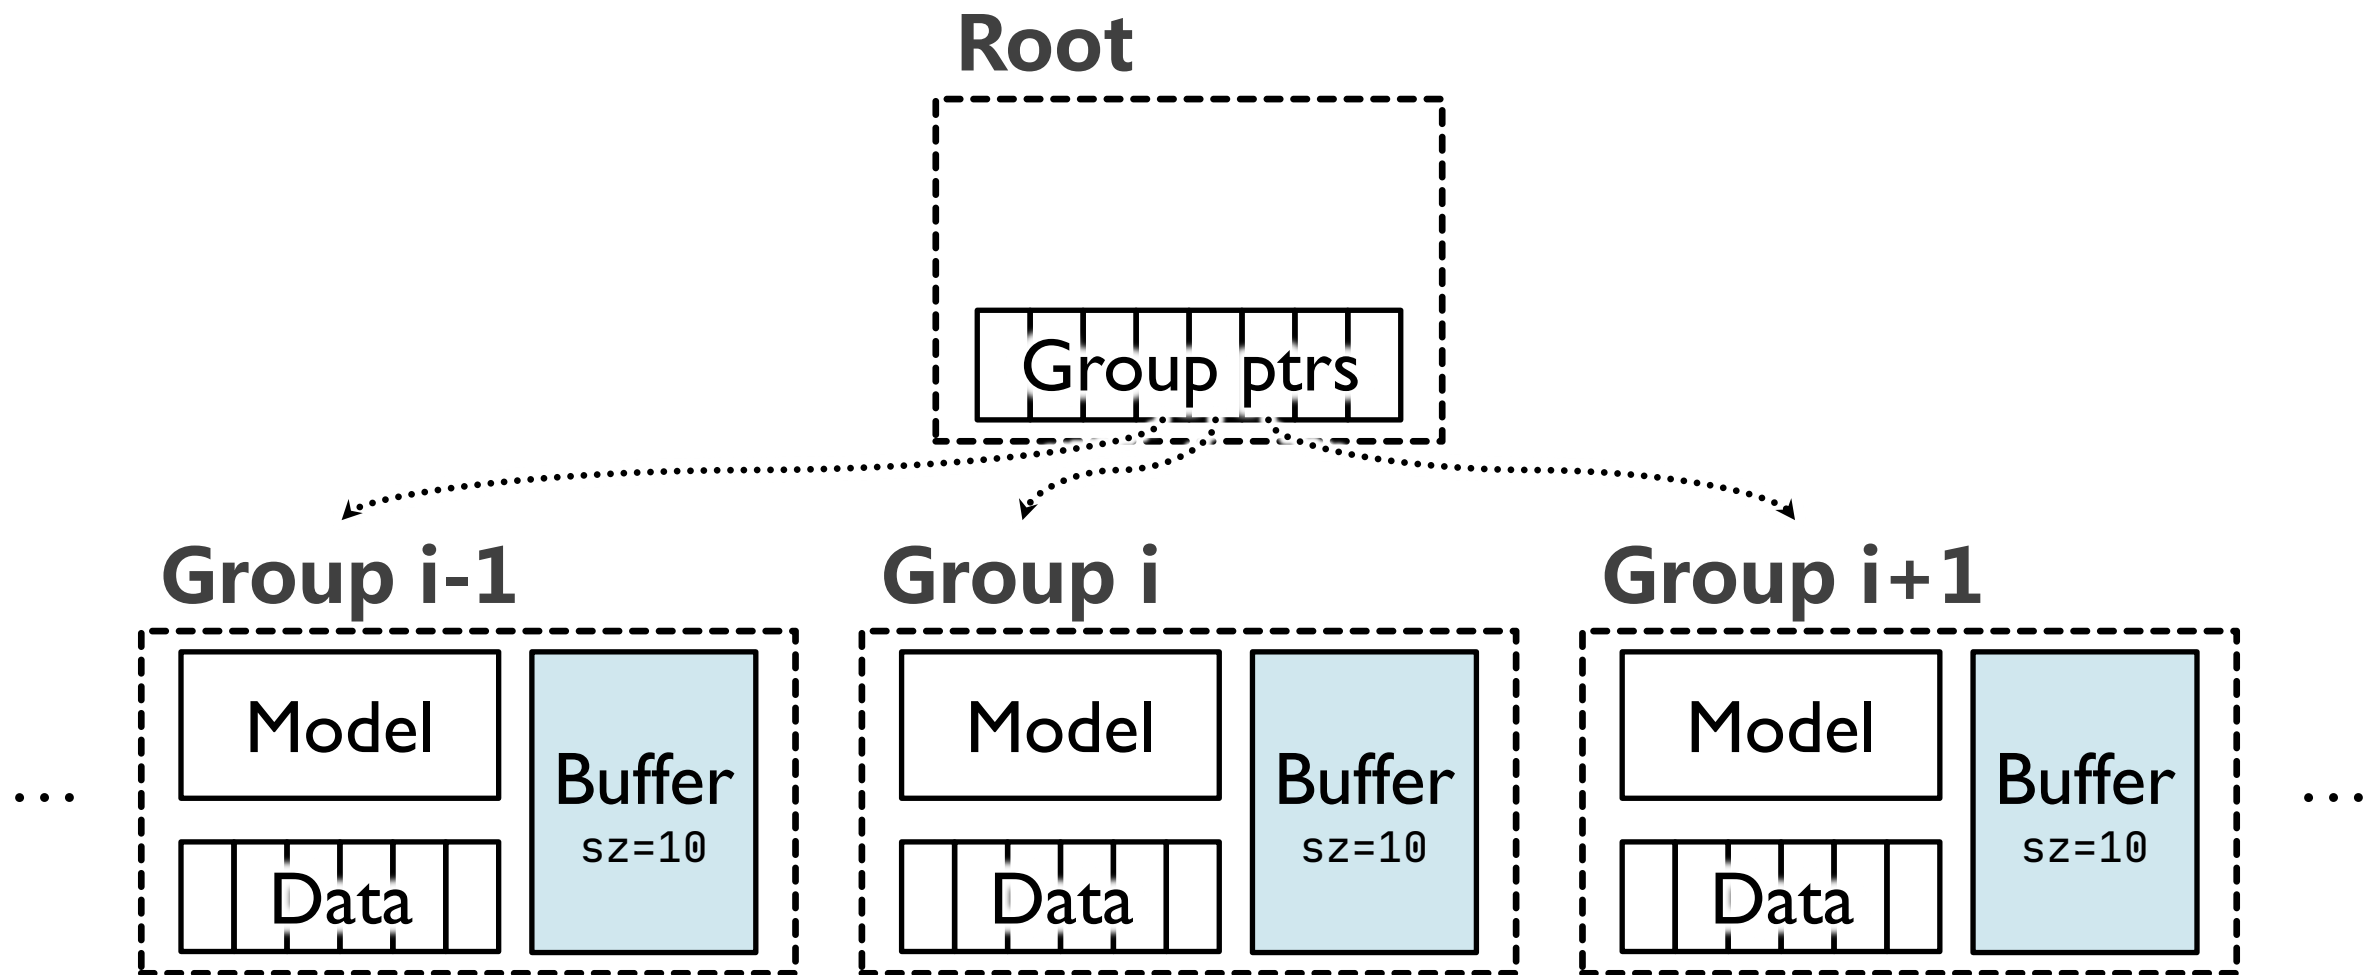 Root
Group ptrs
Group i-1
Group i
Group i+1
Model
Buffer
sz=10
Data
Model
Buffer
sz=10
Data
Model
Buffer
sz=10
Data
...
...